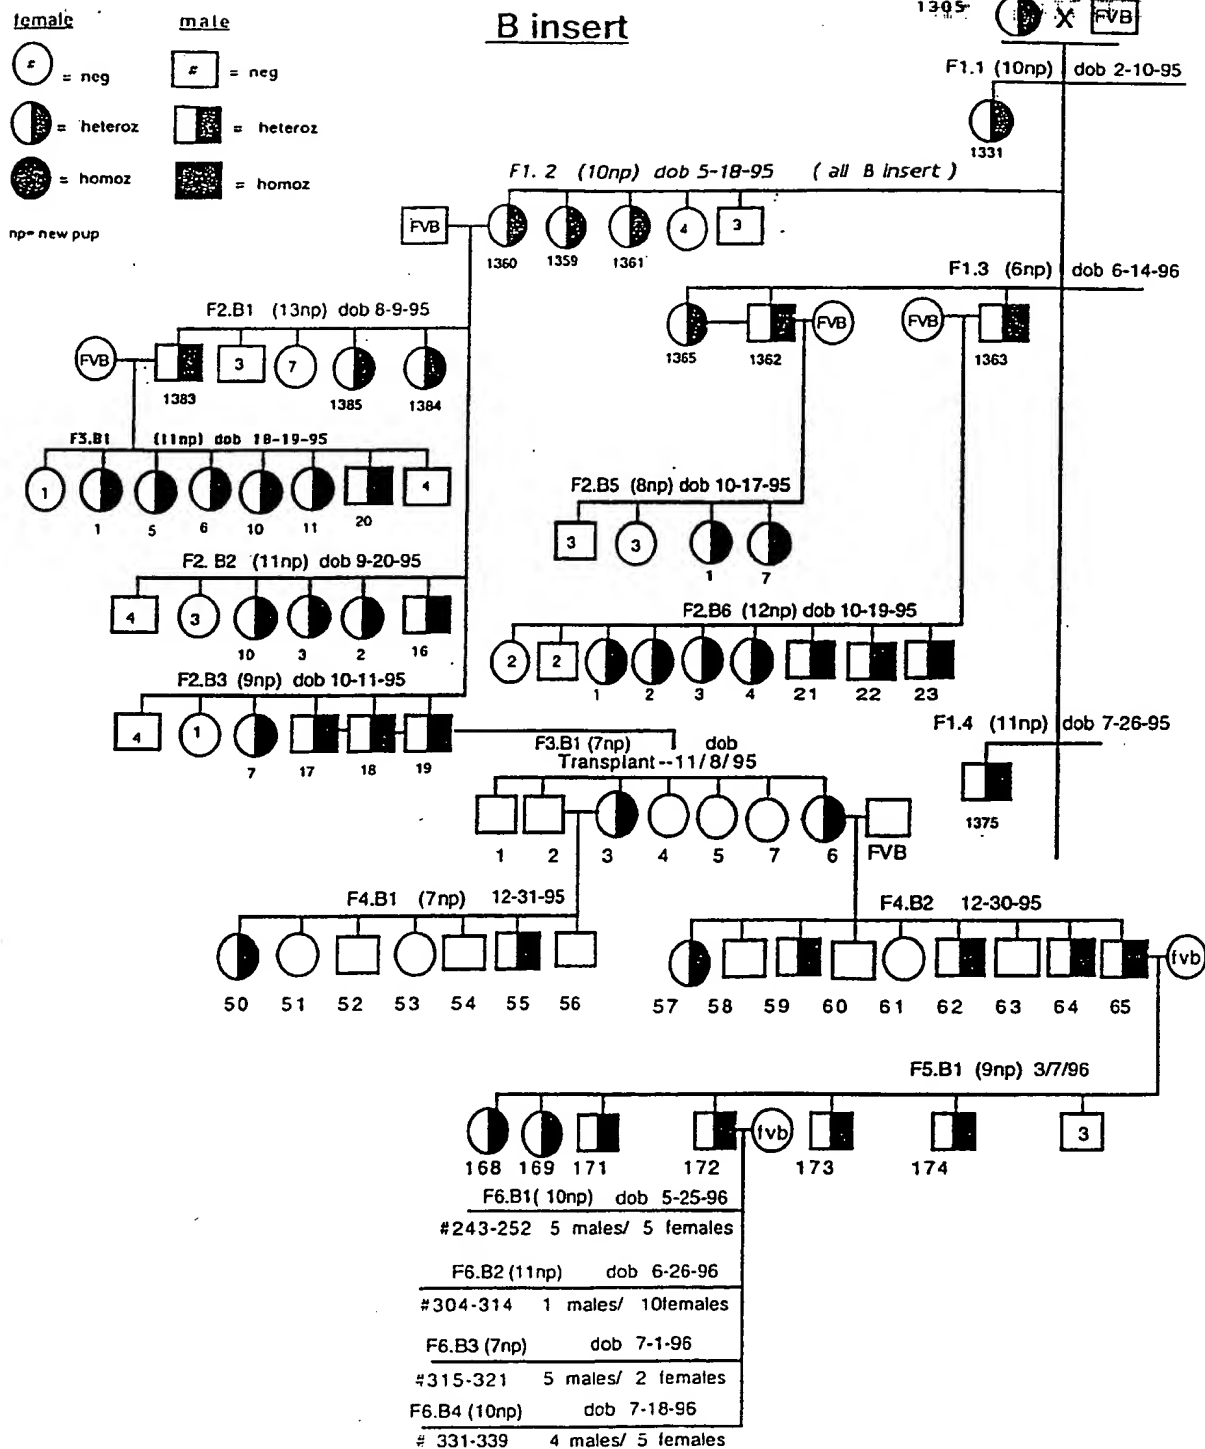 female male
# = neg # = neg
= heteroz = heteroz
= homoz = homoz
np= new pup
B insert
1305 X FVB
F1.1 (10np) dob 2-10-95
1331
F1. 2 (10np) dob 5-18-95 ( all B insert )
FVB 4 3
1360 1359 1361
F1.3 (6np) dob 6-14-96
FVB FVB
1365 1362 1363
F2.B1 (13np) dob 8-9-95
FVB 3 7
1383 1385 1384
F3.B1 (11np) dob 18-19-95
1 4
1 5 6 10 11 20
F2.B5 (8np) dob 10-17-95
3 3
1 7
F2. B2 (11np) dob 9-20-95
4 3
10 3 2 16
F2.B6 (12np) dob 10-19-95
2 2
1 2 3 4 21 22 23
F2.B3 (9np) dob 10-11-95
4 1
7 17 18 19
F1.4 (11np) dob 7-26-95
1375
F3.B1 (7np) dob
Transplant--11/8/95
1 2 3 4 5 7 6 FVB
F4.B1 (7np) 12-31-95
50 51 52 53 54 55 56
F4.B2 12-30-95
fvb
57 58 59 60 61 62 63 64 65
F5.B1 (9np) 3/7/96
fvb 3
168 169 171 172 173 174
F6.B1( 10np) dob 5-25-96
#243-252 5 males/ 5 females
F6.B2 (11np) dob 6-26-96
#304-314 1 males/ 10females
F6.B3 (7np) dob 7-1-96
#315-321 5 males/ 2 females
F6.B4 (10np) dob 7-18-96
# 331-339 4 males/ 5 females